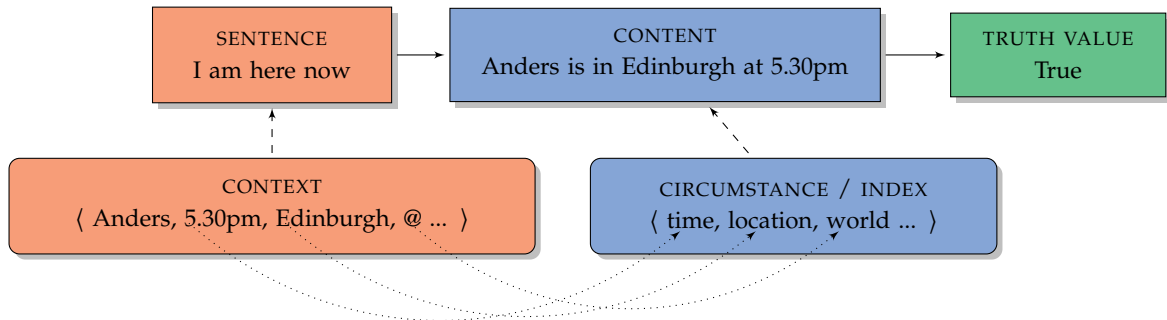 SENTENCE
I am here now
CONTENT
Anders is in Edinburgh at 5.30pm
TRUTH VALUE
True
CONTEXT
⟨ Anders, 5.30pm, Edinburgh, @ ... ⟩
CIRCUMSTANCE / INDEX
⟨ time, location, world ... ⟩